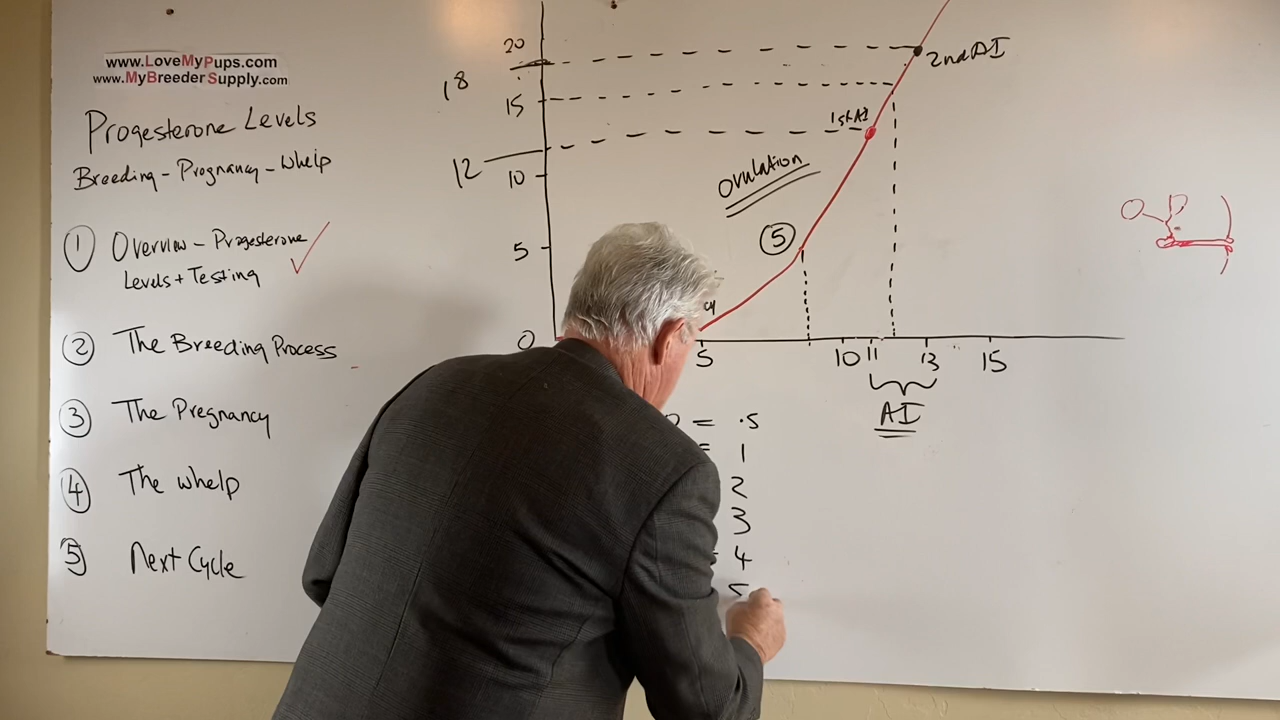 www.LoveMyPups.com
www.MyBreederSupply.com
Progesterone Levels
Breeding - Pregnancy - Whelp
① Overview - Progesterone
Levels + Testing
② The Breeding Process
③ The Pregnancy
④ The Whelp
⑤ Next Cycle
20
18
15
12
10
5
0
2nd AI
1st AI
Ovulation
⑤
5
10
11
13
15
AI
= .5
1
2
3
4
5